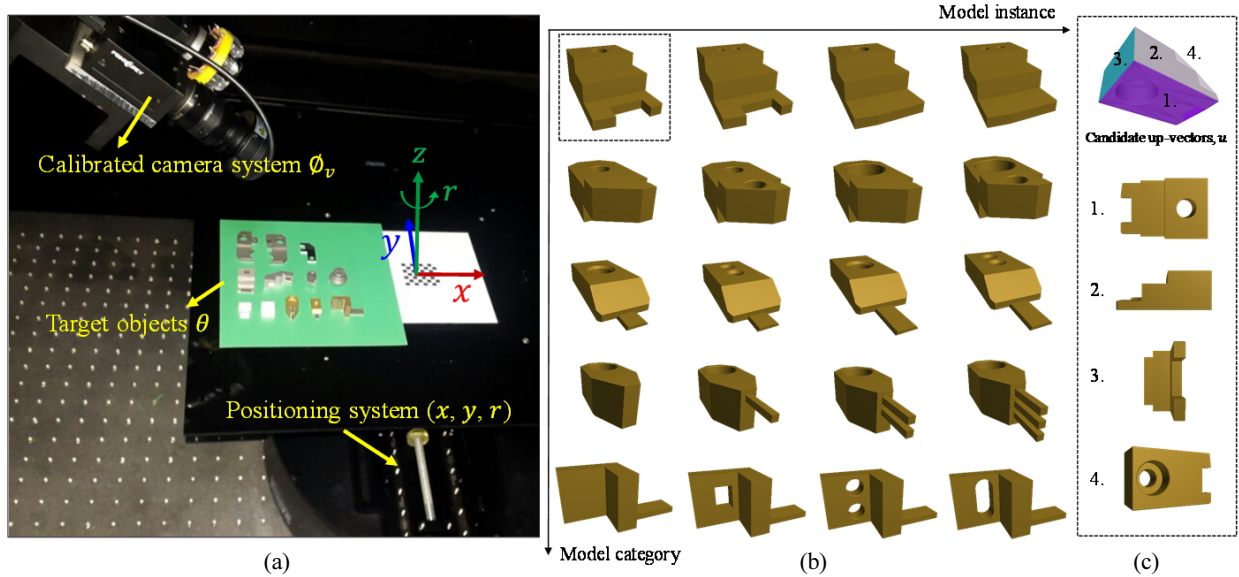 Calibrated camera system ∅ᵥ
z
r
y
x
Target objects θ
Positioning system (x, y, r)
(a)
Model instance
Model category
(b)
3.
2.
4.
1.
Candidate up-vectors, u
1.
2.
3.
4.
(c)